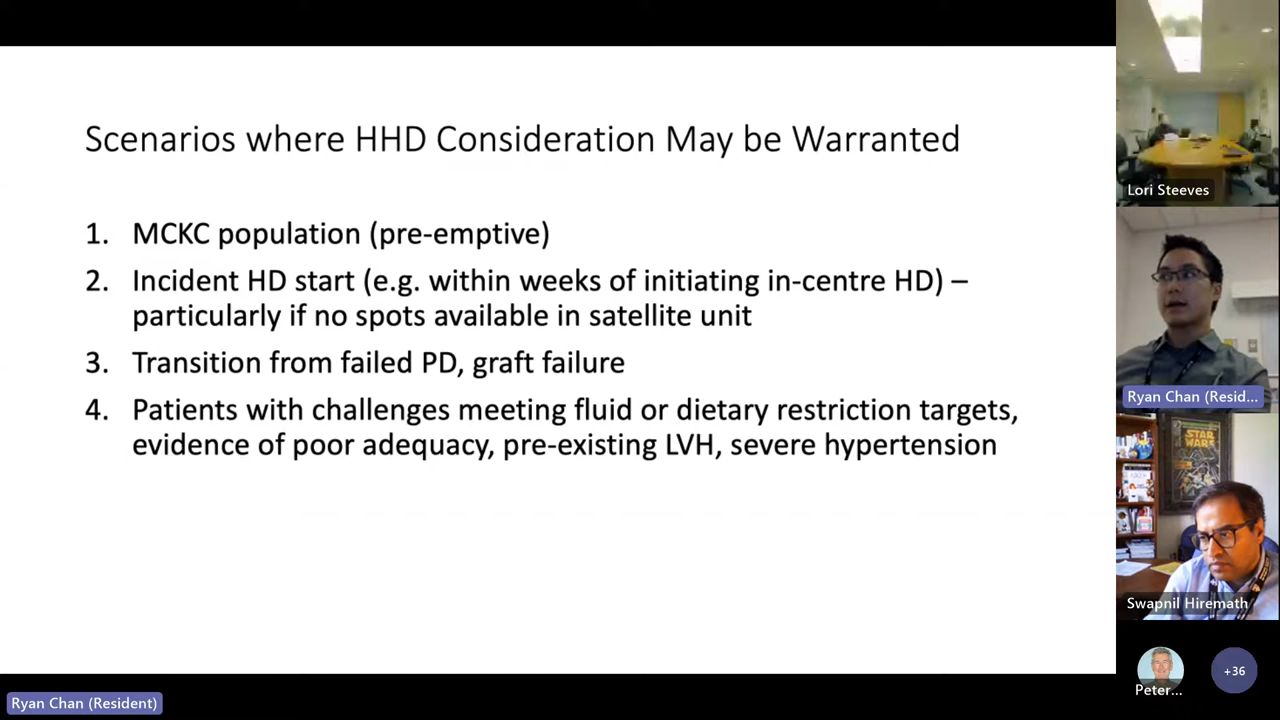 Scenarios where HHD Consideration May be Warranted
1. MCKC population (pre-emptive)
2. Incident HD start (e.g. within weeks of initiating in-centre HD) –
particularly if no spots available in satellite unit
3. Transition from failed PD, graft failure
4. Patients with challenges meeting fluid or dietary restriction targets,
evidence of poor adequacy, pre-existing LVH, severe hypertension
Lori Steeves
Ryan Chan (Resid...
STAR
WARS
Swapnil Hiremath
Peter...
+36
Ryan Chan (Resident)